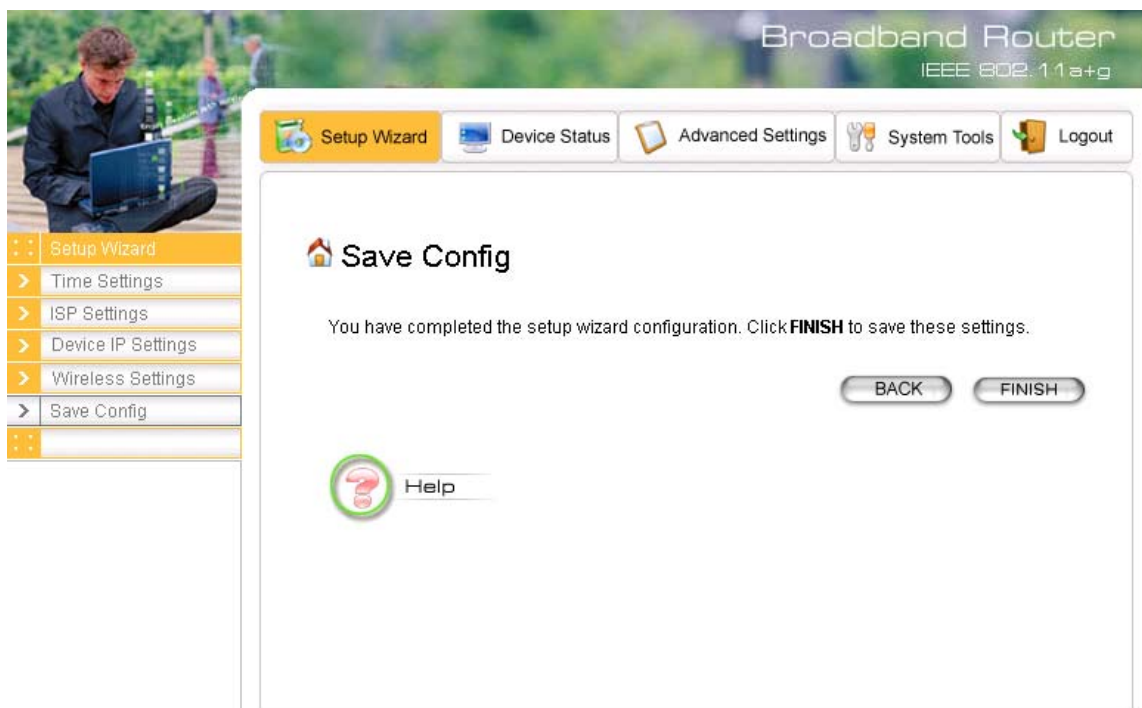 Broadband Router
IEEE 802.11a+g
Setup Wizard
Device Status
Advanced Settings
System Tools
Logout
Setup Wizard
Time Settings
ISP Settings
Device IP Settings
Wireless Settings
Save Config
Save Config
You have completed the setup wizard configuration. Click FINISH to save these settings.
BACK
FINISH
Help